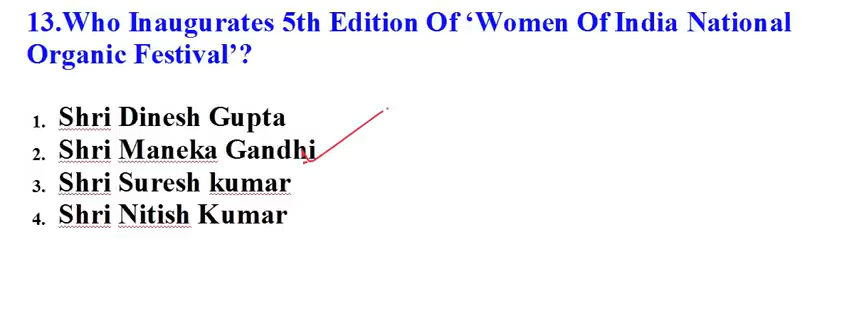 13.Who Inaugurates 5th Edition Of ‘Women Of India National
Organic Festival’?
1. Shri Dinesh Gupta
2. Shri Maneka Gandhi
3. Shri Suresh kumar
4. Shri Nitish Kumar